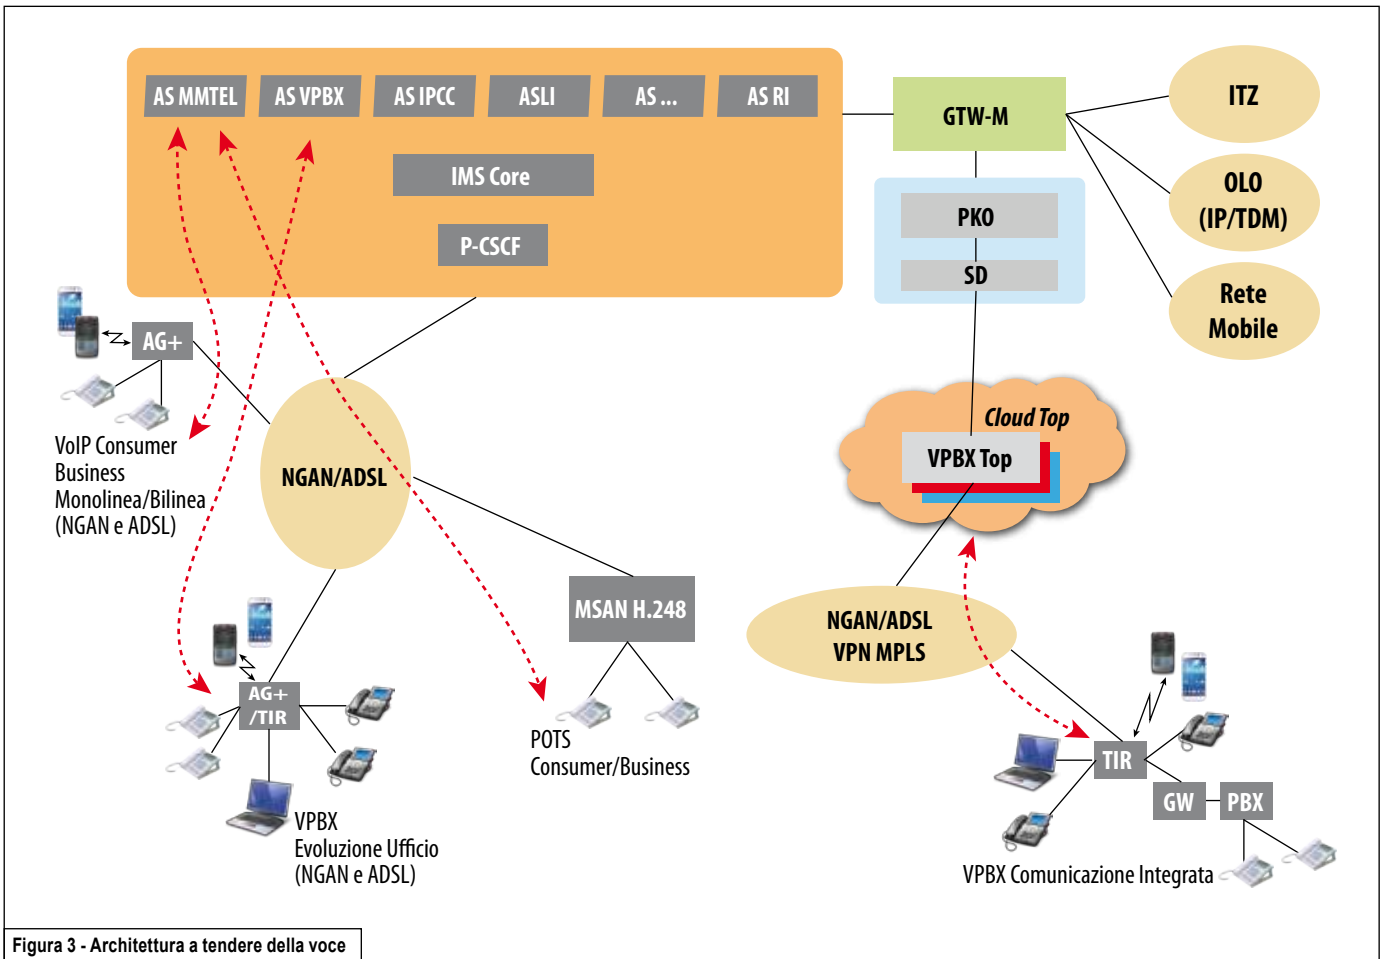 AS MMTEL
AS VPBX
AS IPCC
ASLI
AS ...
AS RI
IMS Core
P-CSCF
GTW-M
PKO
SD
ITZ
OLO
(IP/TDM)
Rete
Mobile
AG+
VoIP Consumer
Business
Monolinea/Bilinea
(NGAN e ADSL)
NGAN/ADSL
Cloud Top
VPBX Top
MSAN H.248
NGAN/ADSL
VPN MPLS
AG+
/TIR
POTS
Consumer/Business
VPBX
Evoluzione Ufficio
(NGAN e ADSL)
TIR
GW
PBX
VPBX Comunicazione Integrata
Figura 3 - Architettura a tendere della voce